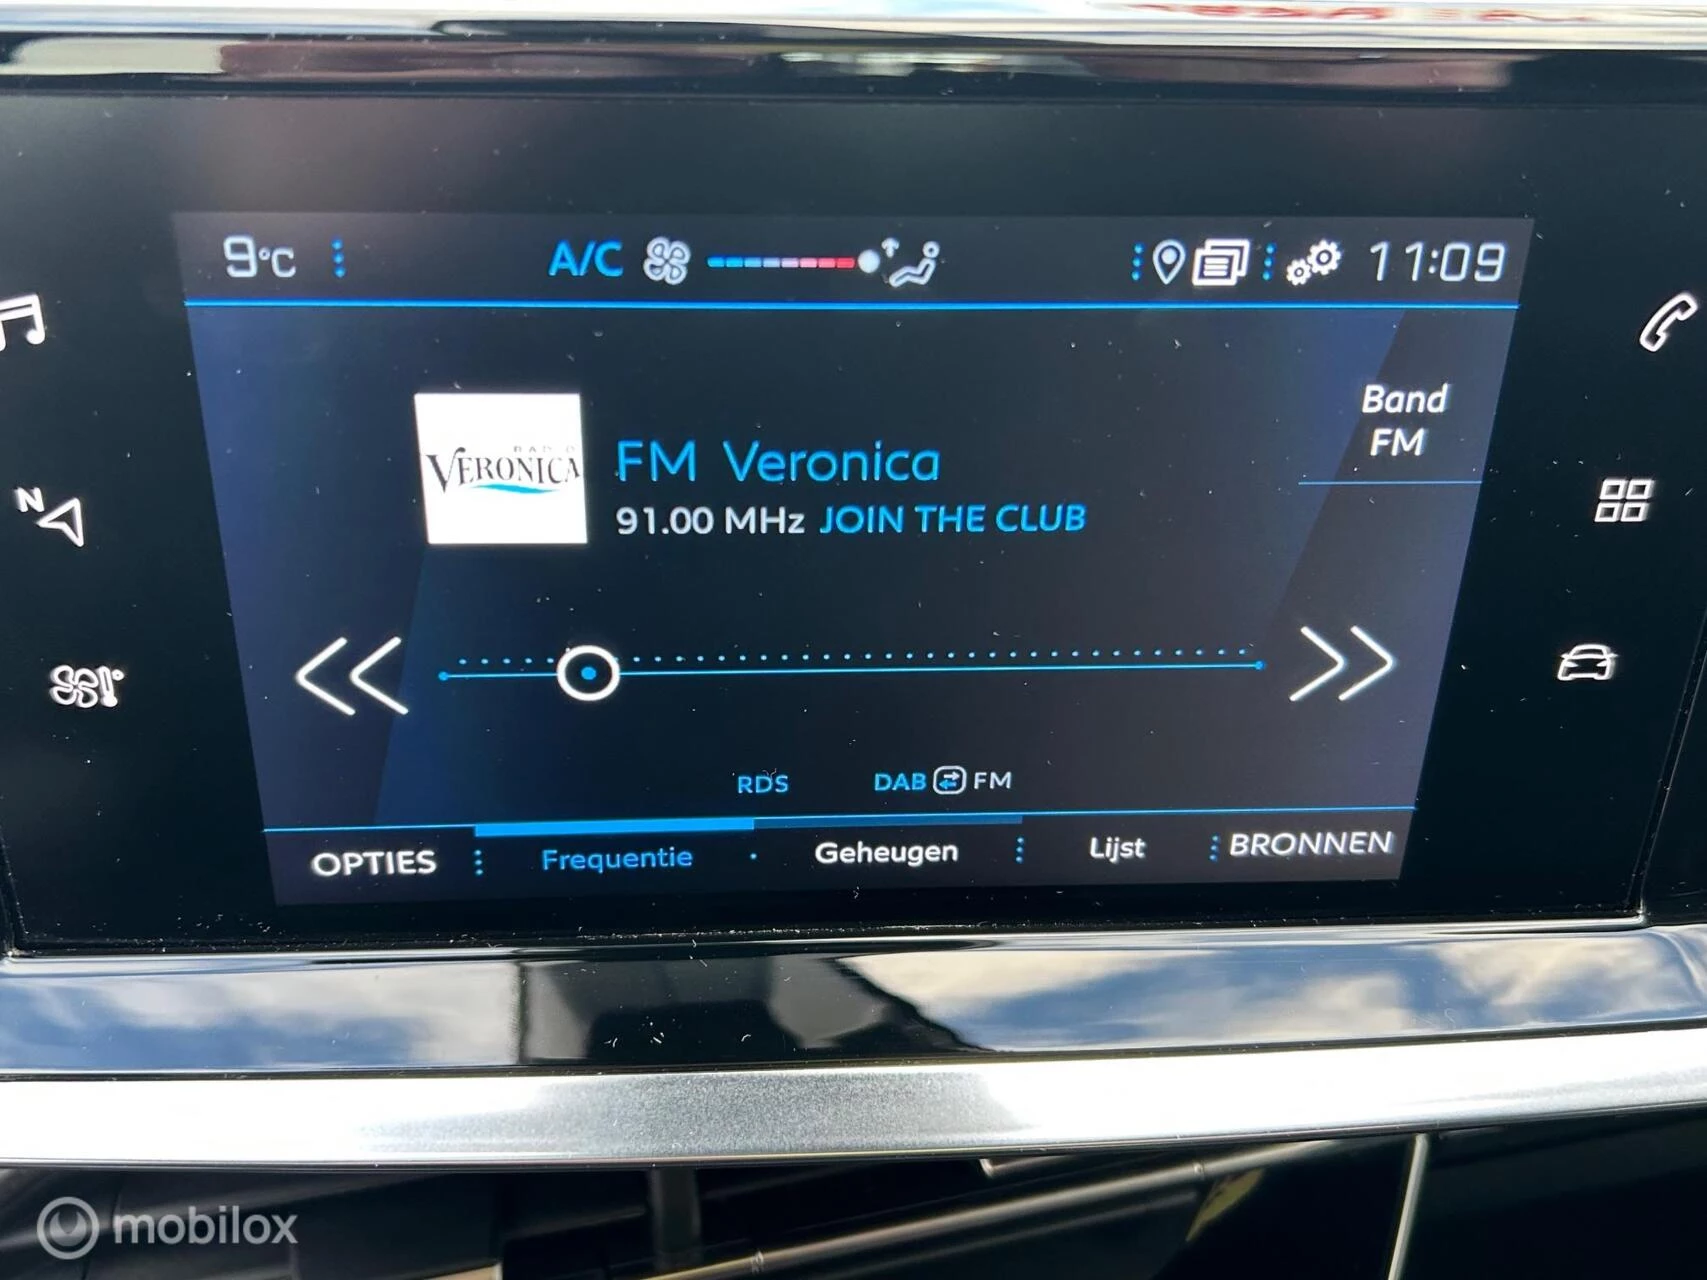 9°C A/C 11:09
Band
FM
RADIO
VERONICA
FM Veronica
91.00 MHz JOIN THE CLUB
N
RDS DAB FM
OPTIES Frequentie Geheugen Lijst BRONNEN
mobilox